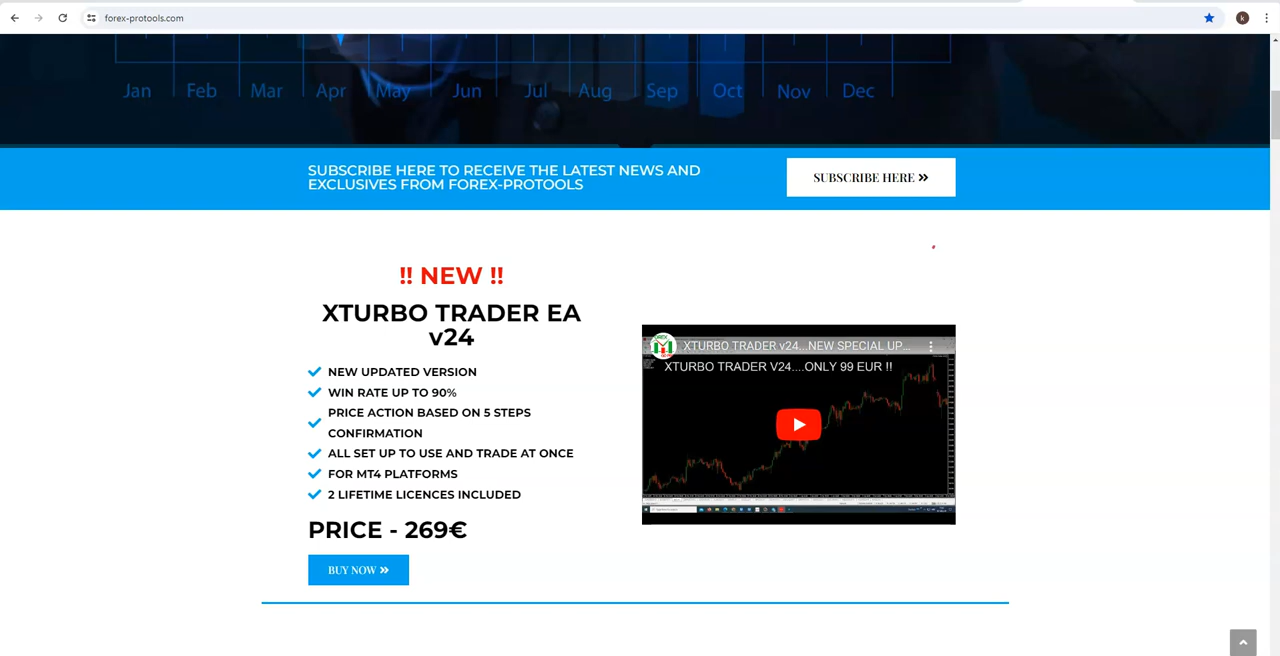 forex-protools.com
k
Jan Feb Mar Apr May Jun Jul Aug Sep Oct Nov Dec
SUBSCRIBE HERE TO RECEIVE THE LATEST NEWS AND
EXCLUSIVES FROM FOREX-PROTOOLS
SUBSCRIBE HERE
!! NEW !!
XTURBO TRADER EA
v24
NEW UPDATED VERSION
WIN RATE UP TO 90%
PRICE ACTION BASED ON 5 STEPS
CONFIRMATION
ALL SET UP TO USE AND TRADE AT ONCE
FOR MT4 PLATFORMS
2 LIFETIME LICENCES INCLUDED
PRICE - 269€
BUY NOW
XTURBO TRADER v24...NEW SPECIAL UP...
XTURBO TRADER V24....ONLY 99 EUR !!